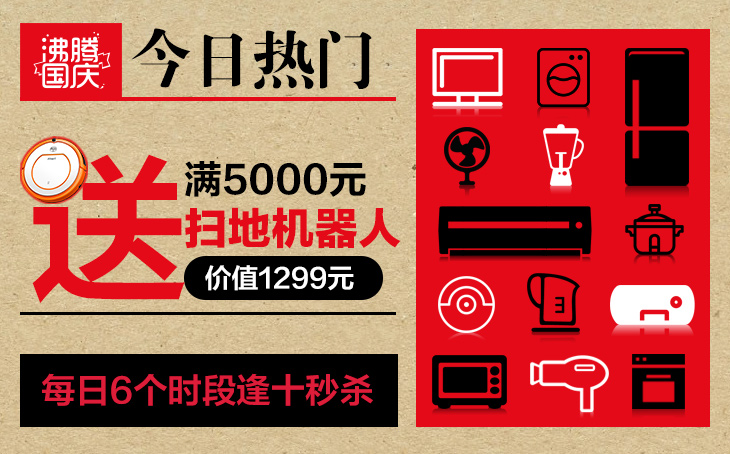 沸腾
国庆
今日热门
送
满5000元
扫地机器人
价值1299元
每日6个时段逢十秒杀